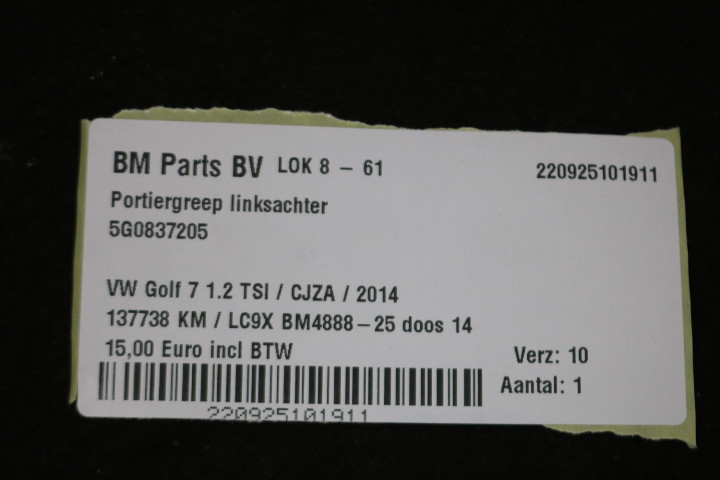 BM Parts BV LOK 8 - 61 220925101911
Portiergreep linksachter
5G0837205
VW Golf 7 1.2 TSI / CJZA / 2014
137738 KM / LC9X BM4888-25 doos 14
15,00 Euro incl BTW Verz: 10
Aantal: 1
220925101911